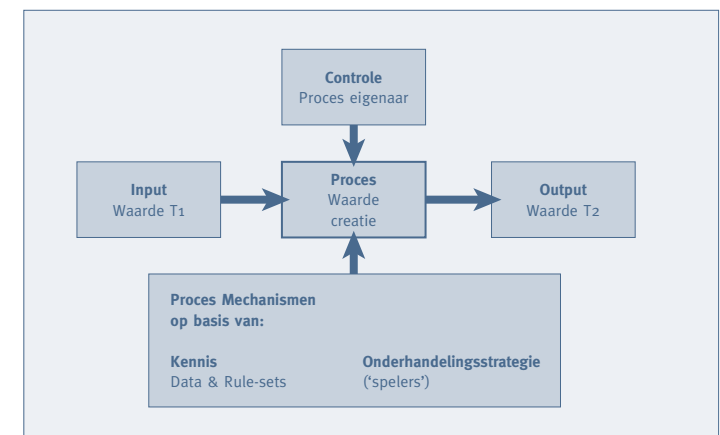 Controle
Proces eigenaar
Input
Waarde T1
Proces
Waarde
creatie
Output
Waarde T2
Proces Mechanismen
op basis van:
Kennis
Data & Rule-sets
Onderhandelingsstrategie
(‘spelers’)